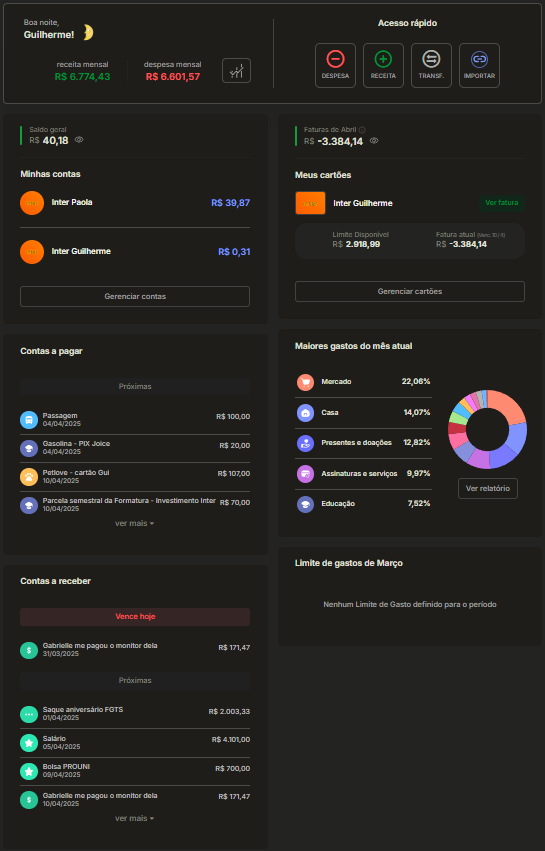 Boa noite,
Guilherme!
receita mensal
R$ 6.774,43
despesa mensal
R$ 6.601,57
Acesso rápido
DESPESA
RECEITA
TRANSF.
IMPORTAR
Saldo geral
R$ 40,18
Minhas contas
Inter Paola
R$ 39,87
Inter Guilherme
R$ 0,31
Gerenciar contas
Faturas de Abril
R$ -3.384,14
Meus cartões
Inter Guilherme
Ver fatura
Limite Disponível
R$ 2.918,99
Fatura atual (Venc. 10/4)
R$ -3.384,14
Gerenciar cartões
Contas a pagar
Próximas
Passagem
04/04/2025
R$ 100,00
Gasolina - PIX Joice
04/04/2025
R$ 20,00
Petlove - cartão Gui
10/04/2025
R$ 107,00
Parcela semestral da Formatura - Investimento Inter
10/04/2025
R$ 70,00
ver mais
Maiores gastos do mês atual
Mercado 22,06%
Casa 14,07%
Presentes e doações 12,82%
Assinaturas e serviços 9,97%
Educação 7,52%
Ver relatório
Contas a receber
Vence hoje
Gabrielle me pagou o monitor dela
31/03/2025
R$ 171,47
Próximas
Saque aniversário FGTS
01/04/2025
R$ 2.003,33
Salário
05/04/2025
R$ 4.101,00
Bolsa PROUNI
09/04/2025
R$ 700,00
Gabrielle me pagou o monitor dela
10/04/2025
R$ 171,47
ver mais
Limite de gastos de Março
Nenhum Limite de Gasto definido para o período